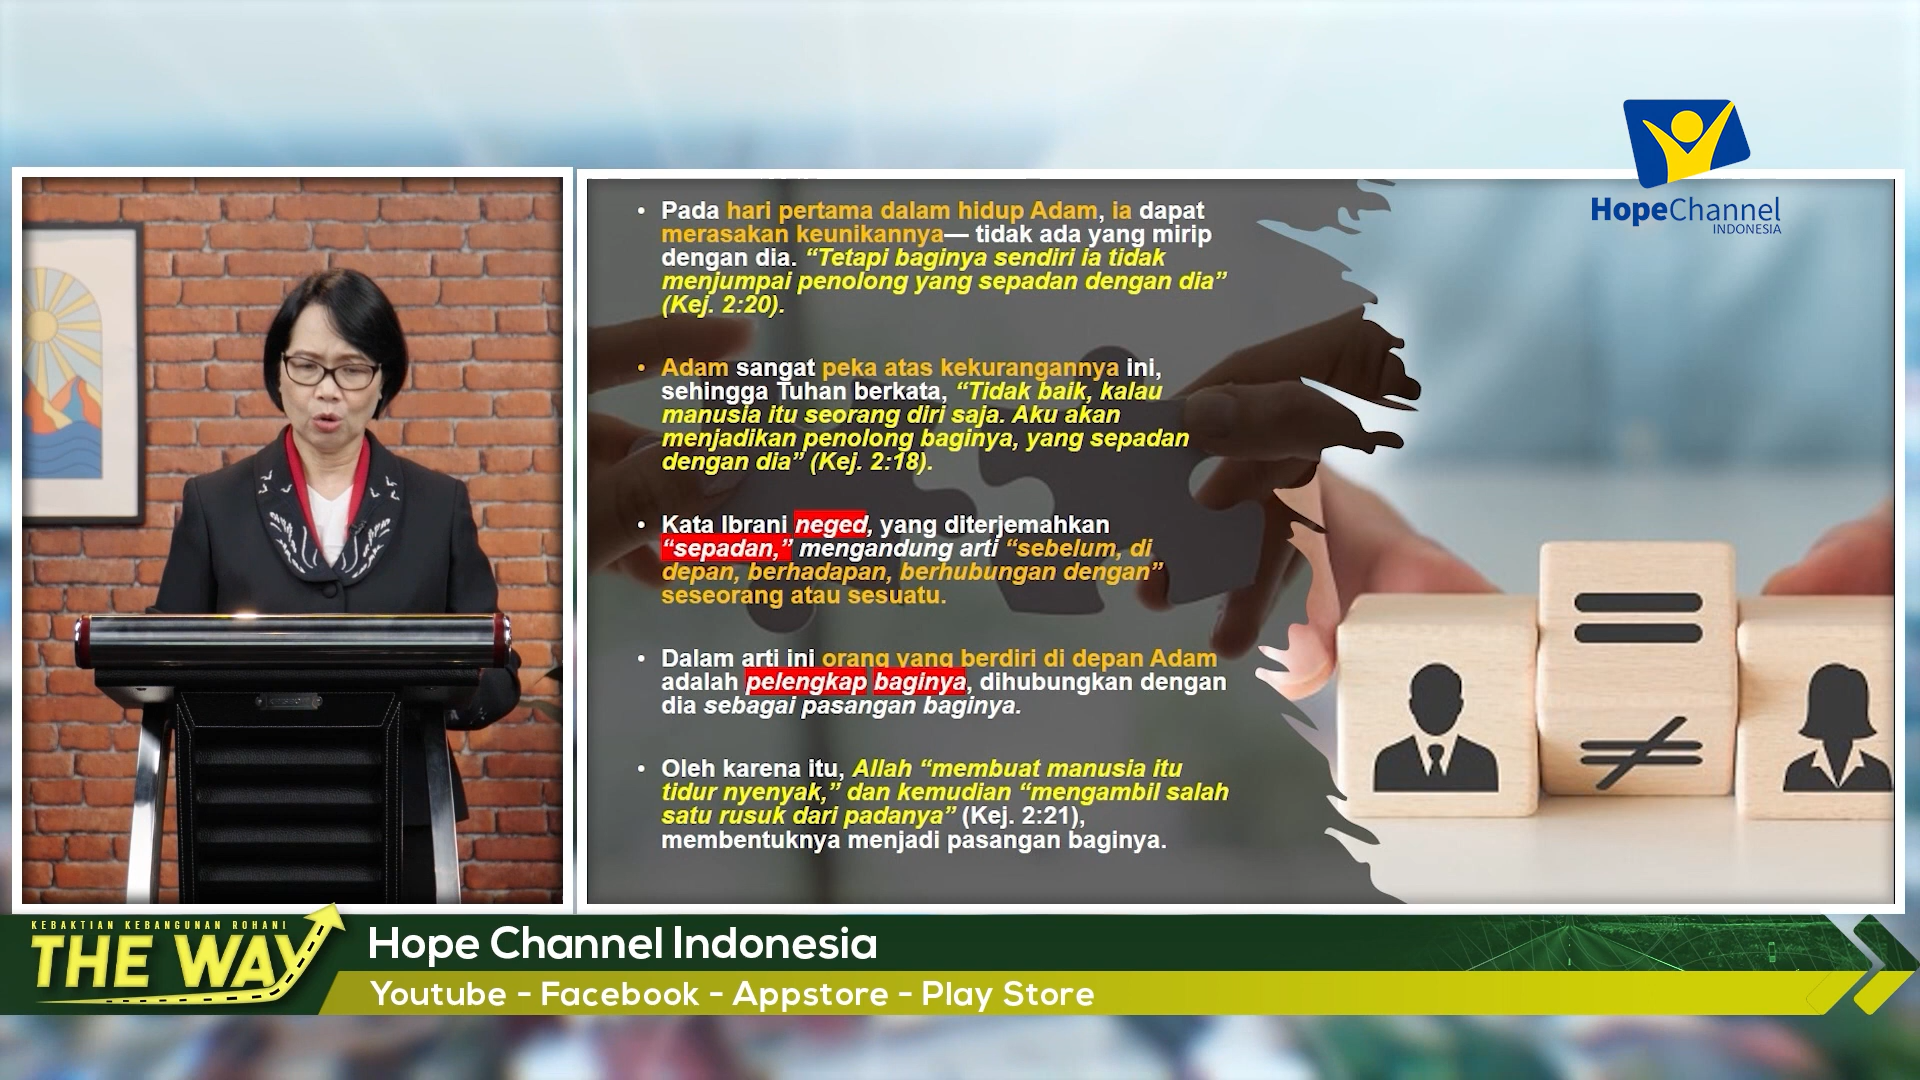 HopeChannel
INDONESIA
• Pada hari pertama dalam hidup Adam, ia dapat
merasakan keunikannya— tidak ada yang mirip
dengan dia. “Tetapi baginya sendiri ia tidak
menjumpai penolong yang sepadan dengan dia”
(Kej. 2:20).
• Adam sangat peka atas kekurangannya ini,
sehingga Tuhan berkata, “Tidak baik, kalau
manusia itu seorang diri saja. Aku akan
menjadikan penolong baginya, yang sepadan
dengan dia” (Kej. 2:18).
• Kata Ibrani neged, yang diterjemahkan
“sepadan,” mengandung arti “sebelum, di
depan, berhadapan, berhubungan dengan”
seseorang atau sesuatu.
• Dalam arti ini orang yang berdiri di depan Adam
adalah pelengkap baginya, dihubungkan dengan
dia sebagai pasangan baginya.
• Oleh karena itu, Allah “membuat manusia itu
tidur nyenyak,” dan kemudian “mengambil salah
satu rusuk dari padanya” (Kej. 2:21),
membentuknya menjadi pasangan baginya.
KEBAKTIAN KEBANGUNAN ROHANI
THE WAY
Hope Channel Indonesia
Youtube - Facebook - Appstore - Play Store